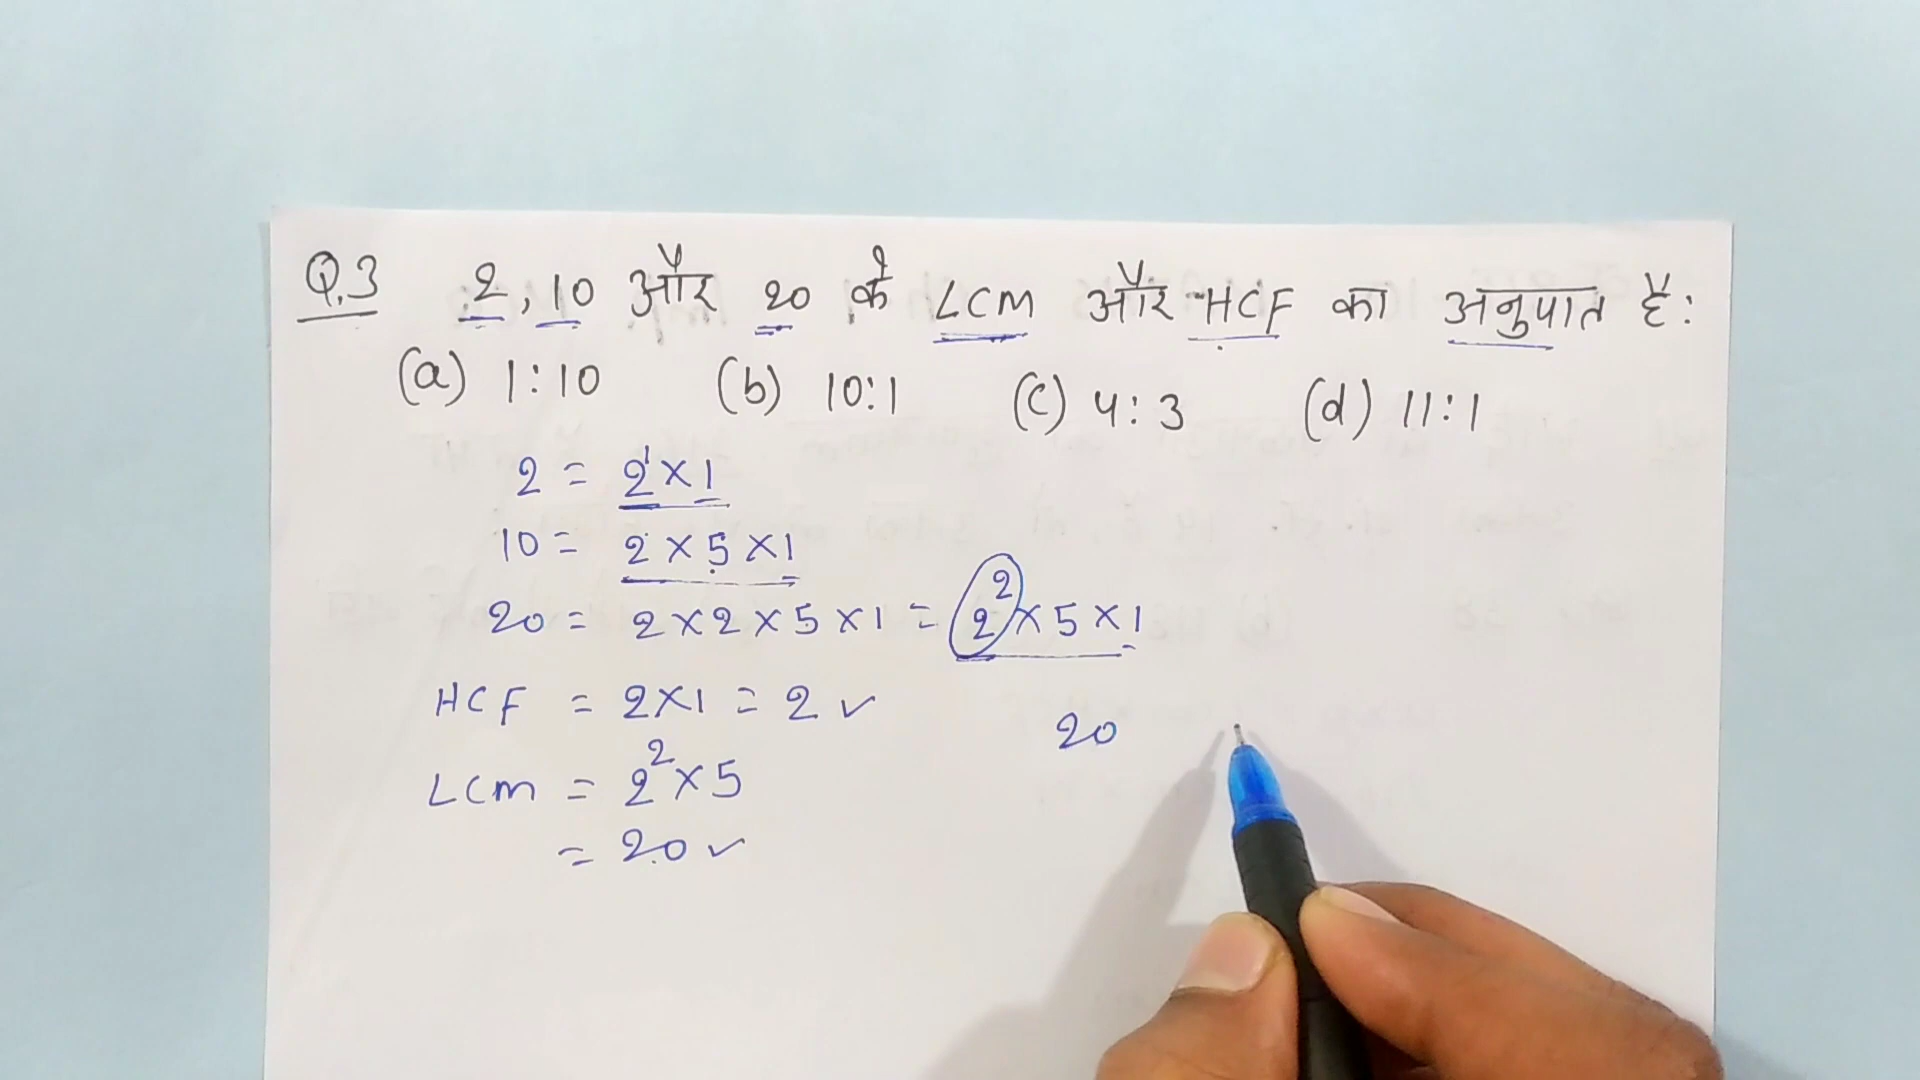 Q.3 2, 10 और 20 के LCM और HCF का अनुपात है:
(a) 1:10 (b) 10:1 (c) 4:3 (d) 11:1
2 = 2¹×1
10 = 2×5×1
20 = 2×2×5×1 = 2²×5×1
HCF = 2×1 = 2 ✓
20
LCM = 2²×5
= 20 ✓